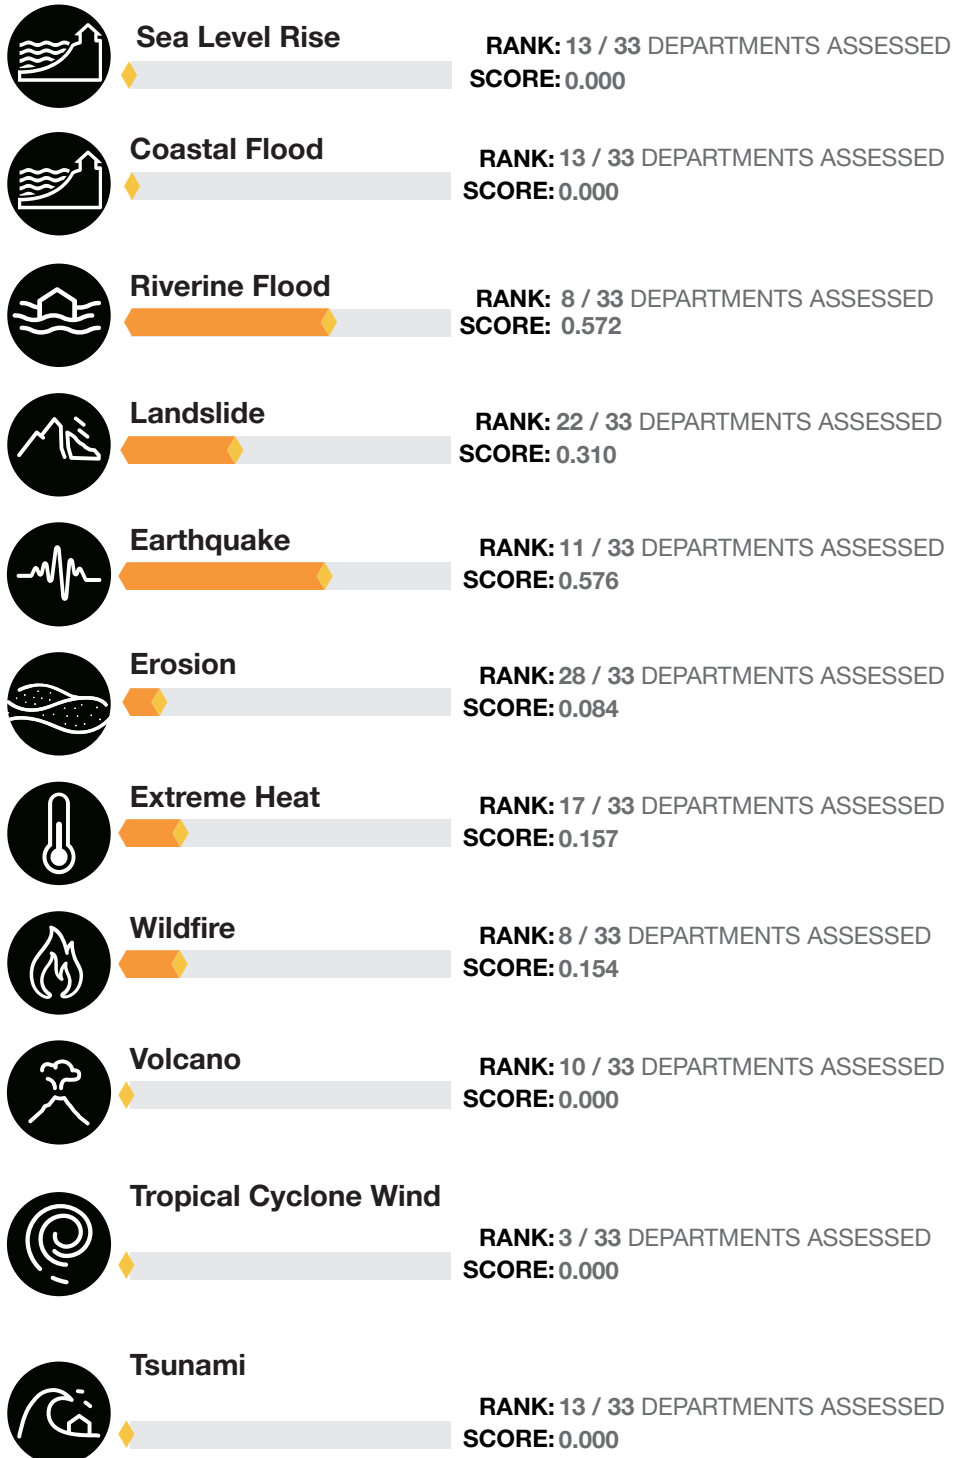 Sea Level Rise
RANK: 13 / 33 DEPARTMENTS ASSESSED
SCORE: 0.000
Coastal Flood
RANK: 13 / 33 DEPARTMENTS ASSESSED
SCORE: 0.000
Riverine Flood
RANK: 8 / 33 DEPARTMENTS ASSESSED
SCORE: 0.572
Landslide
RANK: 22 / 33 DEPARTMENTS ASSESSED
SCORE: 0.310
Earthquake
RANK: 11 / 33 DEPARTMENTS ASSESSED
SCORE: 0.576
Erosion
RANK: 28 / 33 DEPARTMENTS ASSESSED
SCORE: 0.084
Extreme Heat
RANK: 17 / 33 DEPARTMENTS ASSESSED
SCORE: 0.157
Wildfire
RANK: 8 / 33 DEPARTMENTS ASSESSED
SCORE: 0.154
Volcano
RANK: 10 / 33 DEPARTMENTS ASSESSED
SCORE: 0.000
Tropical Cyclone Wind
RANK: 3 / 33 DEPARTMENTS ASSESSED
SCORE: 0.000
Tsunami
RANK: 13 / 33 DEPARTMENTS ASSESSED
SCORE: 0.000